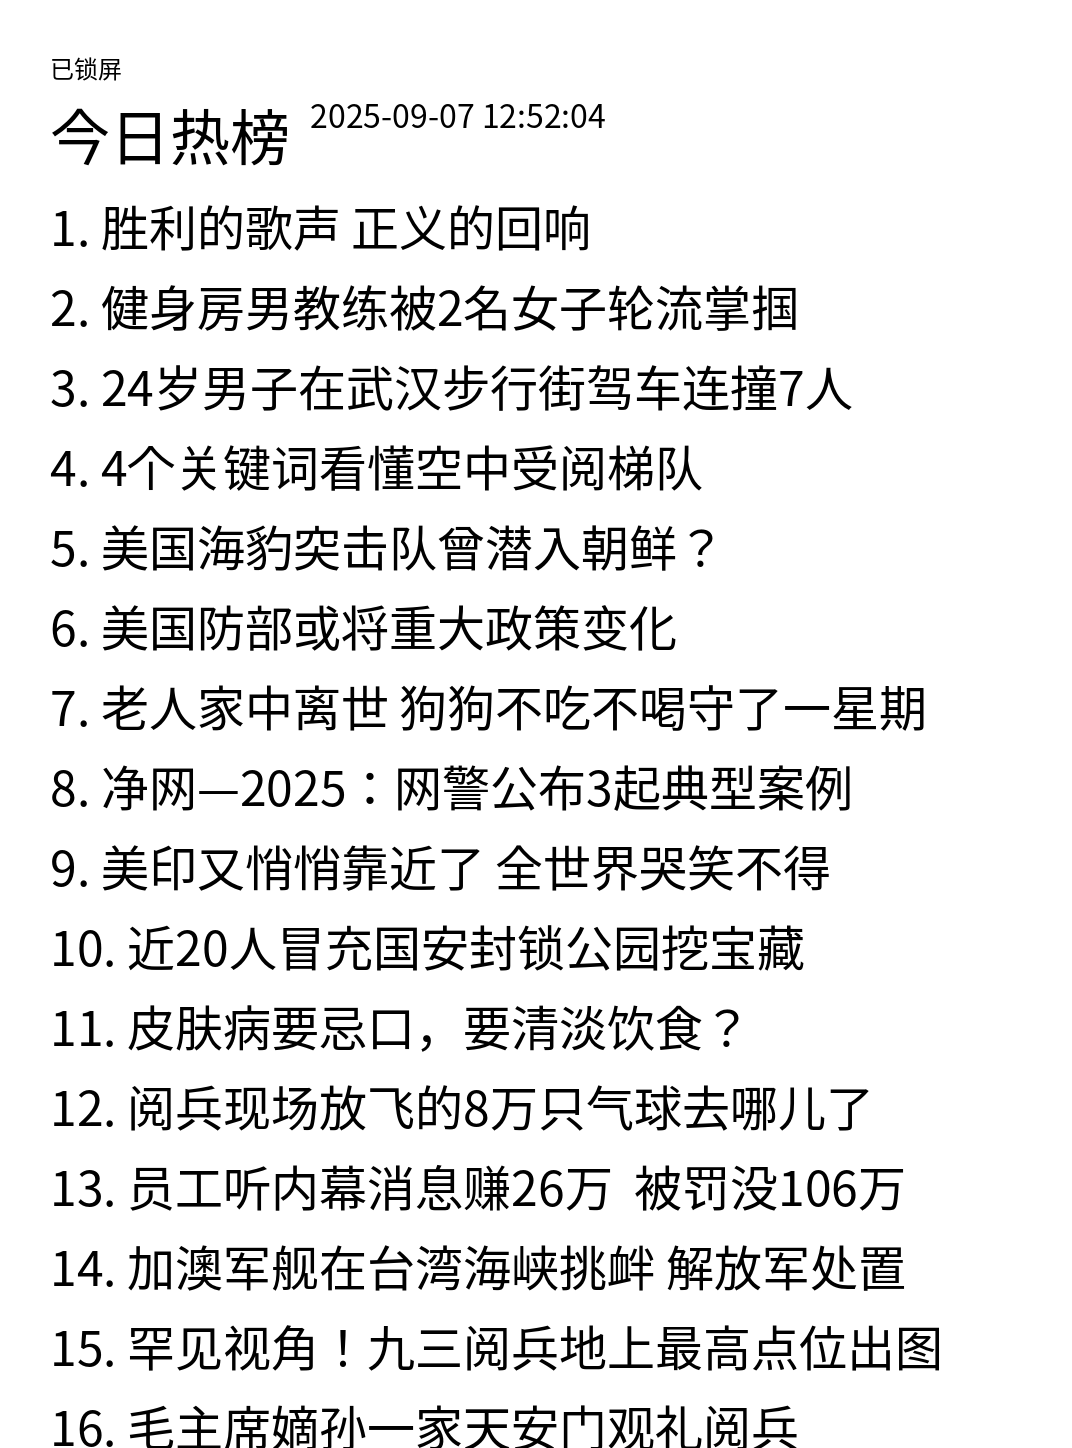 已锁屏
今日热榜 2025-09-07 12:52:04
1. 胜利的歌声 正义的回响
2. 健身房男教练被2名女子轮流掌掴
3. 24岁男子在武汉步行街驾车连撞7人
4. 4个关键词看懂空中受阅梯队
5. 美国海豹突击队曾潜入朝鲜？
6. 美国防部或将重大政策变化
7. 老人家中离世 狗狗不吃不喝守了一星期
8. 净网—2025：网警公布3起典型案例
9. 美印又悄悄靠近了 全世界哭笑不得
10. 近20人冒充国安封锁公园挖宝藏
11. 皮肤病要忌口，要清淡饮食？
12. 阅兵现场放飞的8万只气球去哪儿了
13. 员工听内幕消息赚26万  被罚没106万
14. 加澳军舰在台湾海峡挑衅 解放军处置
15. 罕见视角！九三阅兵地上最高点位出图
16. 毛主席嫡孙一家天安门观礼阅兵